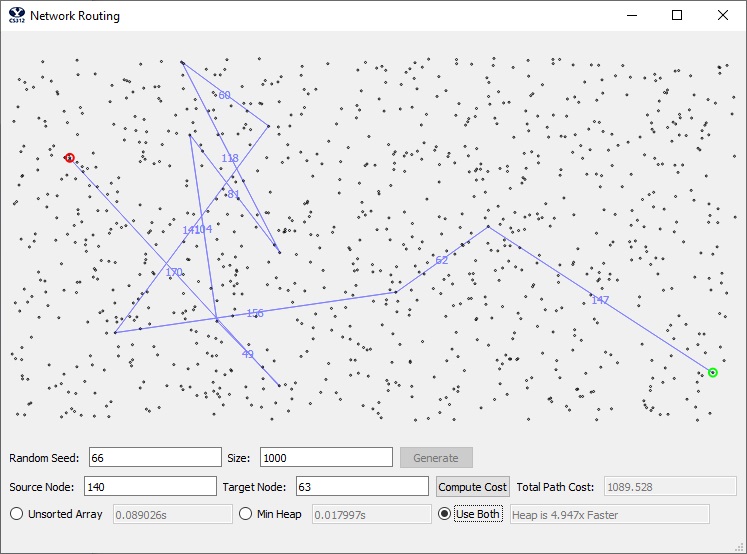 CS312 Network Routing
60
118
81
141 104
170
62
156
147
49
Random Seed: 66 Size: 1000 Generate
Source Node: 140 Target Node: 63 Compute Cost Total Path Cost: 1089.528
Unsorted Array 0.089026s Min Heap 0.017997s Use Both Heap is 4.947x Faster